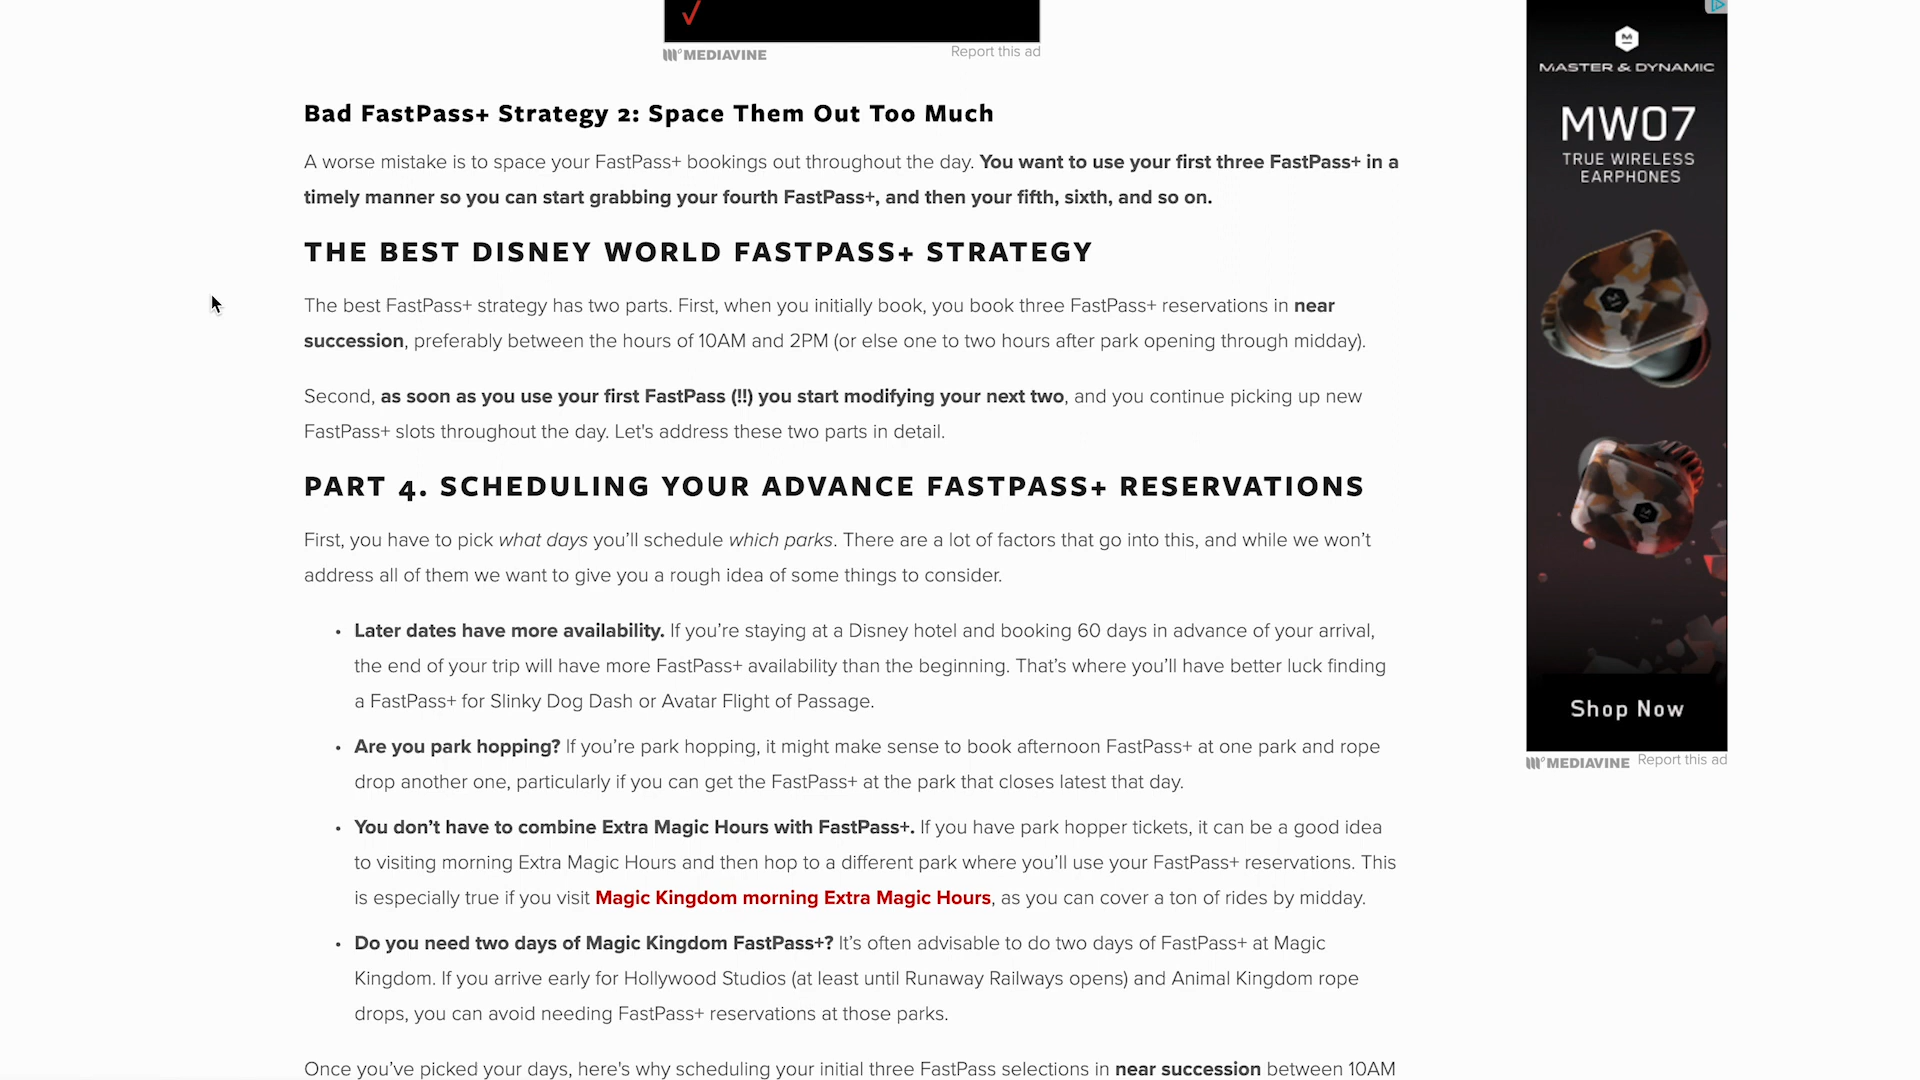 MEDIAVINE
Report this ad
Bad FastPass+ Strategy 2: Space Them Out Too Much
A worse mistake is to space your FastPass+ bookings out throughout the day. You want to use your first three FastPass+ in a
timely manner so you can start grabbing your fourth FastPass+, and then your fifth, sixth, and so on.
THE BEST DISNEY WORLD FASTPASS+ STRATEGY
The best FastPass+ strategy has two parts. First, when you initially book, you book three FastPass+ reservations in near
succession, preferably between the hours of 10AM and 2PM (or else one to two hours after park opening through midday).
Second, as soon as you use your first FastPass (!!) you start modifying your next two, and you continue picking up new
FastPass+ slots throughout the day. Let's address these two parts in detail.
PART 4. SCHEDULING YOUR ADVANCE FASTPASS+ RESERVATIONS
First, you have to pick what days you’ll schedule which parks. There are a lot of factors that go into this, and while we won’t
address all of them we want to give you a rough idea of some things to consider.
• Later dates have more availability. If you’re staying at a Disney hotel and booking 60 days in advance of your arrival,
the end of your trip will have more FastPass+ availability than the beginning. That’s where you’ll have better luck finding
a FastPass+ for Slinky Dog Dash or Avatar Flight of Passage.
• Are you park hopping? If you’re park hopping, it might make sense to book afternoon FastPass+ at one park and rope
drop another one, particularly if you can get the FastPass+ at the park that closes latest that day.
• You don’t have to combine Extra Magic Hours with FastPass+. If you have park hopper tickets, it can be a good idea
to visiting morning Extra Magic Hours and then hop to a different park where you’ll use your FastPass+ reservations. This
is especially true if you visit Magic Kingdom morning Extra Magic Hours, as you can cover a ton of rides by midday.
• Do you need two days of Magic Kingdom FastPass+? It’s often advisable to do two days of FastPass+ at Magic
Kingdom. If you arrive early for Hollywood Studios (at least until Runaway Railways opens) and Animal Kingdom rope
drops, you can avoid needing FastPass+ reservations at those parks.
Once you’ve picked your days, here's why scheduling your initial three FastPass selections in near succession between 10AM
MASTER & DYNAMIC
MW07
TRUE WIRELESS
EARPHONES
Shop Now
MEDIAVINE
Report this ad